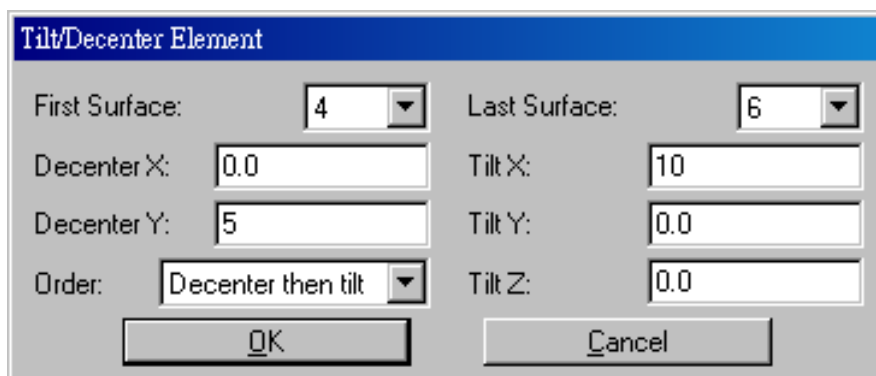 Tilt/Decenter Element
First Surface: 4 Last Surface: 6
Decenter X: 0.0 Tilt X: 10
Decenter Y: 5 Tilt Y: 0.0
Order: Decenter then tilt Tilt Z: 0.0
OK Cancel